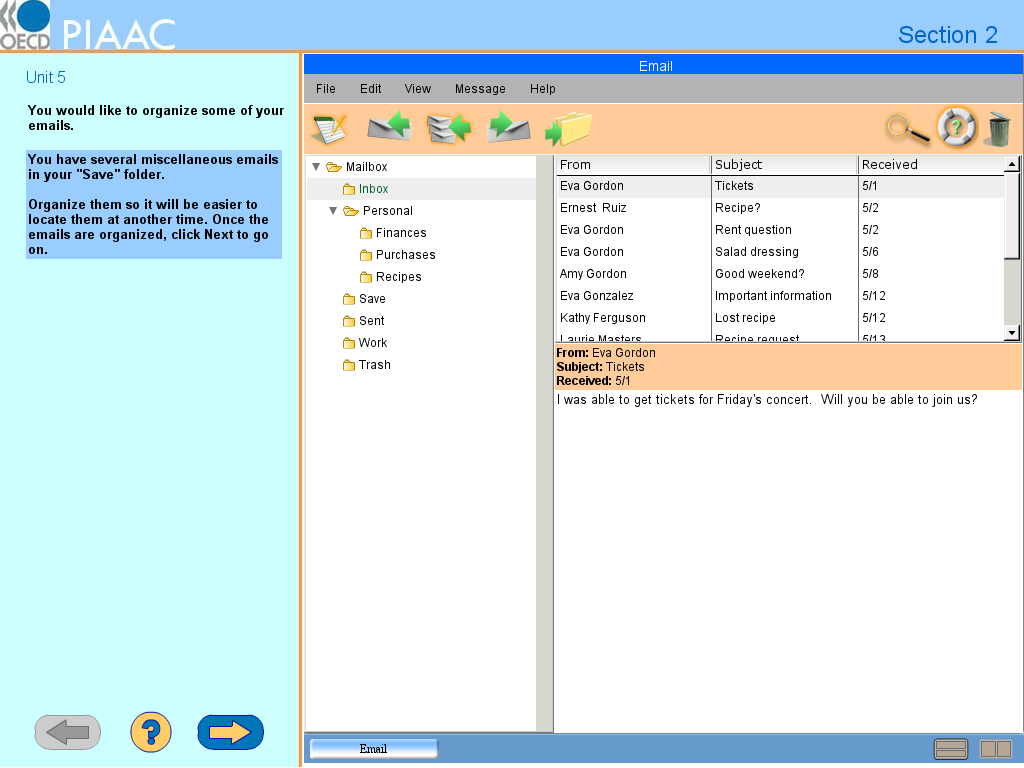 OECD
PIAAC
Section 2
Unit 5
You would like to organize some of your
emails.
You have several miscellaneous emails
in your "Save" folder.
Organize them so it will be easier to
locate them at another time. Once the
emails are organized, click Next to go
on.
Email
File Edit View Message Help
Mailbox
Inbox
Personal
Finances
Purchases
Recipes
Save
Sent
Work
Trash
From Subject Received
Eva Gordon Tickets 5/1
Ernest Ruiz Recipe? 5/2
Eva Gordon Rent question 5/2
Eva Gordon Salad dressing 5/6
Amy Gordon Good weekend? 5/8
Eva Gonzalez Important information 5/12
Kathy Ferguson Lost recipe 5/12
Laurie Masters Recipe request 5/13
From: Eva Gordon
Subject: Tickets
Received: 5/1
I was able to get tickets for Friday's concert. Will you be able to join us?
Email